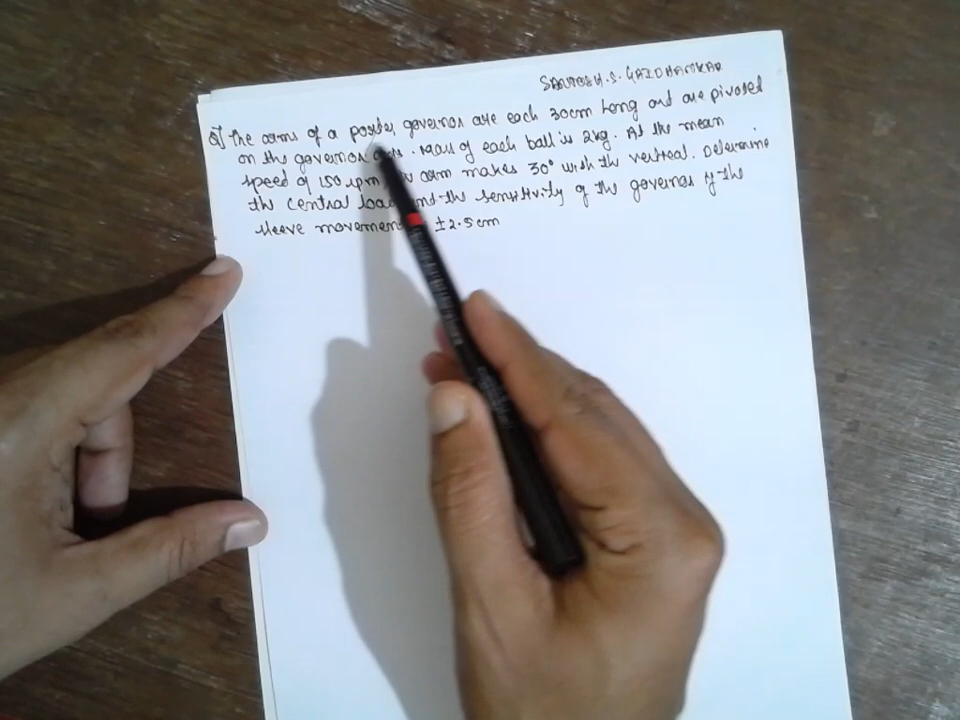 SANTOSH.S. GAIDHANKAR
Q] The arms of a porter governor are each 30cm long and are pivoted
on the governor axis. Mass of each ball is 2kg. At the mean
speed of 150 rpm arm makes 30° with the vertical. Determine
the central load and the sensitivity of the governor if the
sleeve movement ±2.5cm